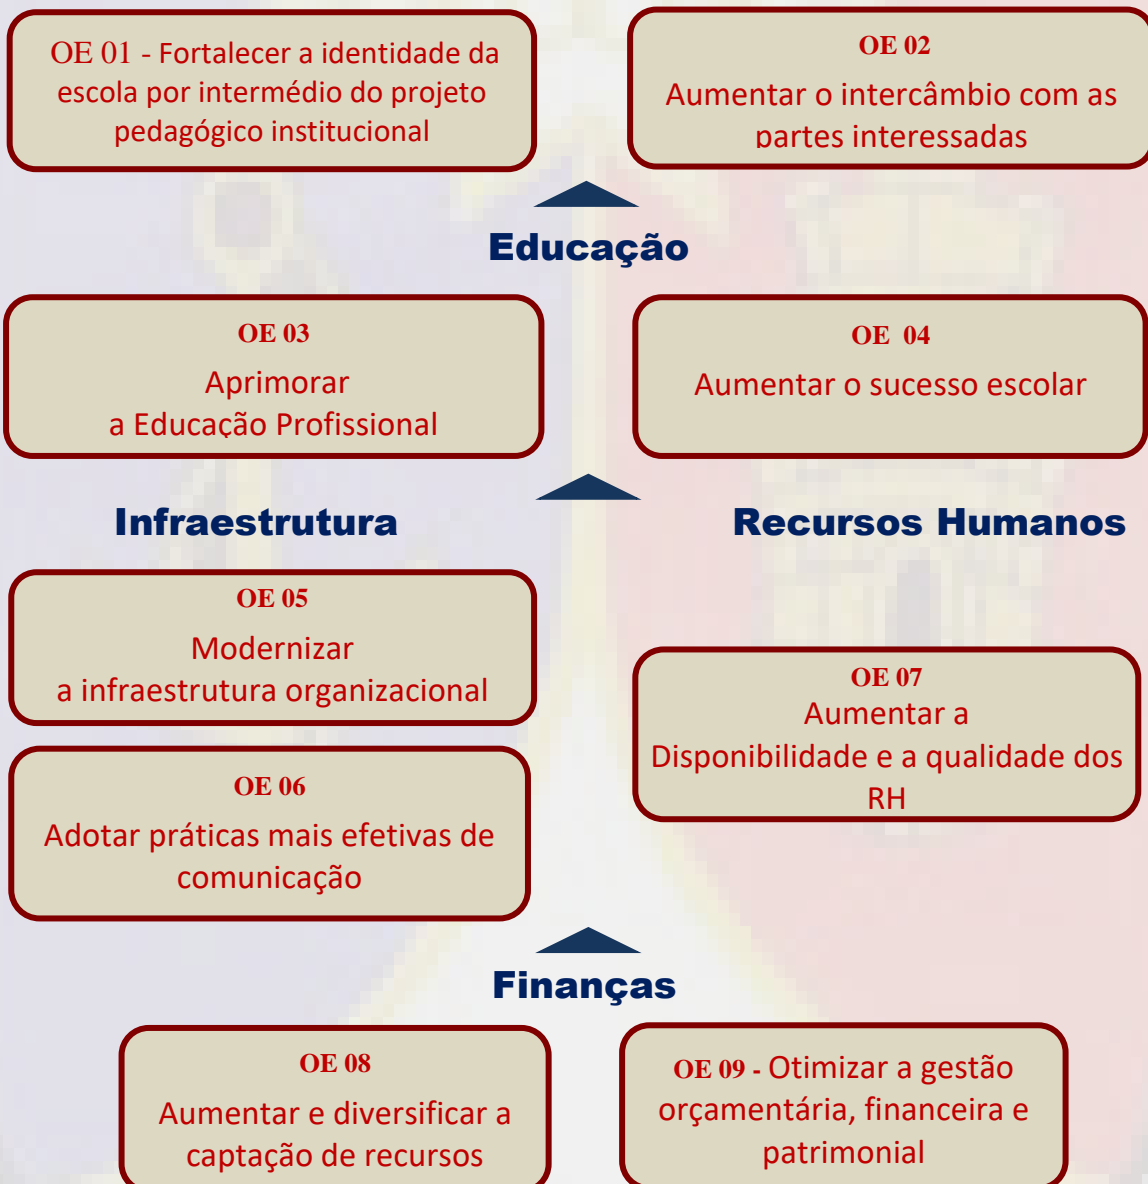 OE 01 - Fortalecer a identidade da
escola por intermédio do projeto
pedagógico institucional
OE 02
Aumentar o intercâmbio com as
partes interessadas
Educação
OE 03
Aprimorar
a Educação Profissional
OE 04
Aumentar o sucesso escolar
Infraestrutura
Recursos Humanos
OE 05
Modernizar
a infraestrutura organizacional
OE 06
Adotar práticas mais efetivas de
comunicação
OE 07
Aumentar a
Disponibilidade e a qualidade dos
RH
Finanças
OE 08
Aumentar e diversificar a
captação de recursos
OE 09 - Otimizar a gestão
orçamentária, financeira e
patrimonial